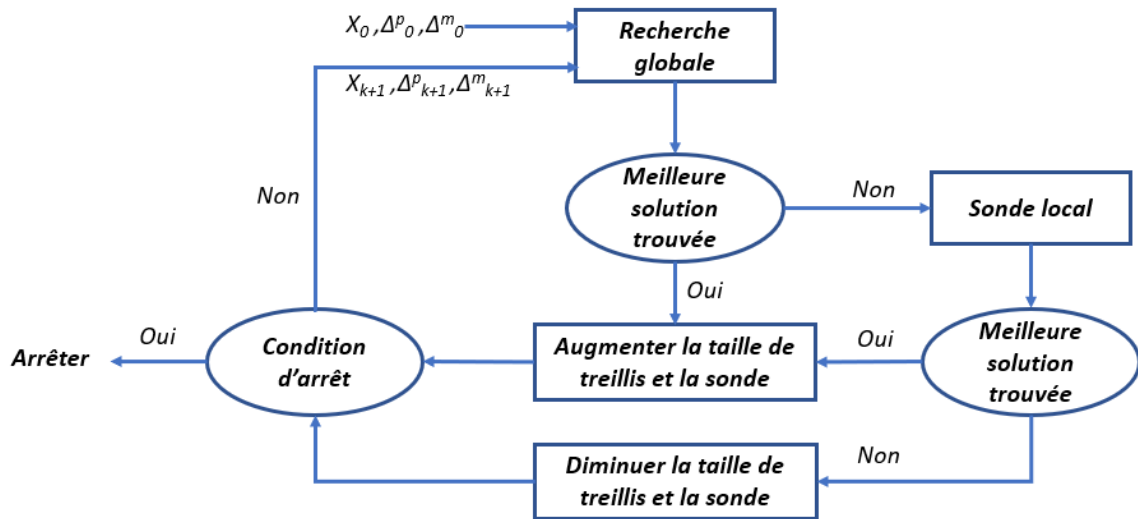 X₀ ,Δᵖ₀ ,Δᵐ₀
Recherche
globale
Xₖ₊₁ ,Δᵖₖ₊₁ ,Δᵐₖ₊₁
Non
Meilleure
solution
trouvée
Non
Sonde local
Oui
Oui
Condition
d'arrêt
Arrêter
Augmenter la taille de
treillis et la sonde
Oui
Meilleure
solution
trouvée
Diminuer la taille de
treillis et la sonde
Non